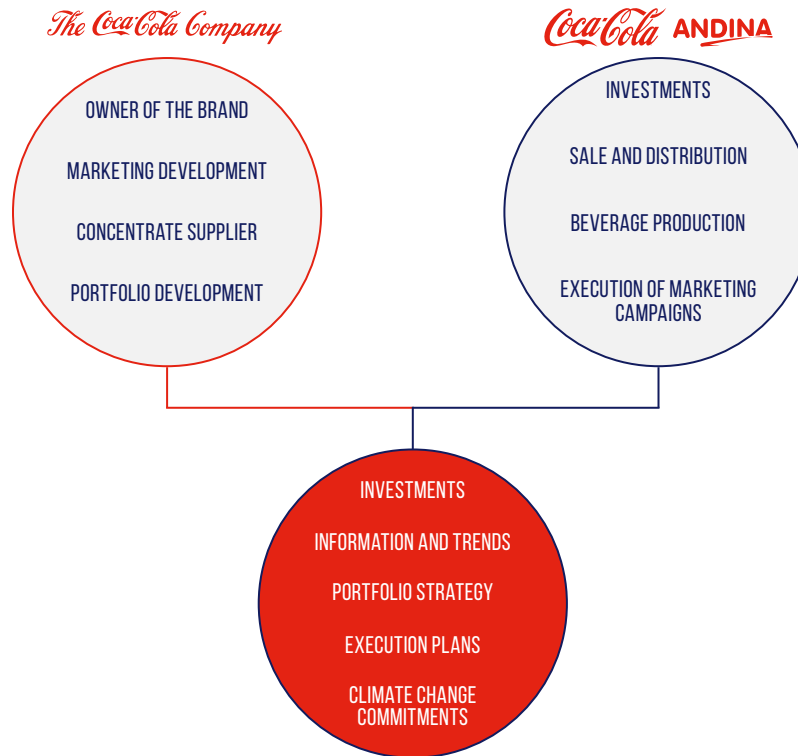 The Coca-Cola Company
OWNER OF THE BRAND
MARKETING DEVELOPMENT
CONCENTRATE SUPPLIER
PORTFOLIO DEVELOPMENT
Coca-Cola ANDINA
INVESTMENTS
SALE AND DISTRIBUTION
BEVERAGE PRODUCTION
EXECUTION OF MARKETING
CAMPAIGNS
INVESTMENTS
INFORMATION AND TRENDS
PORTFOLIO STRATEGY
EXECUTION PLANS
CLIMATE CHANGE
COMMITMENTS